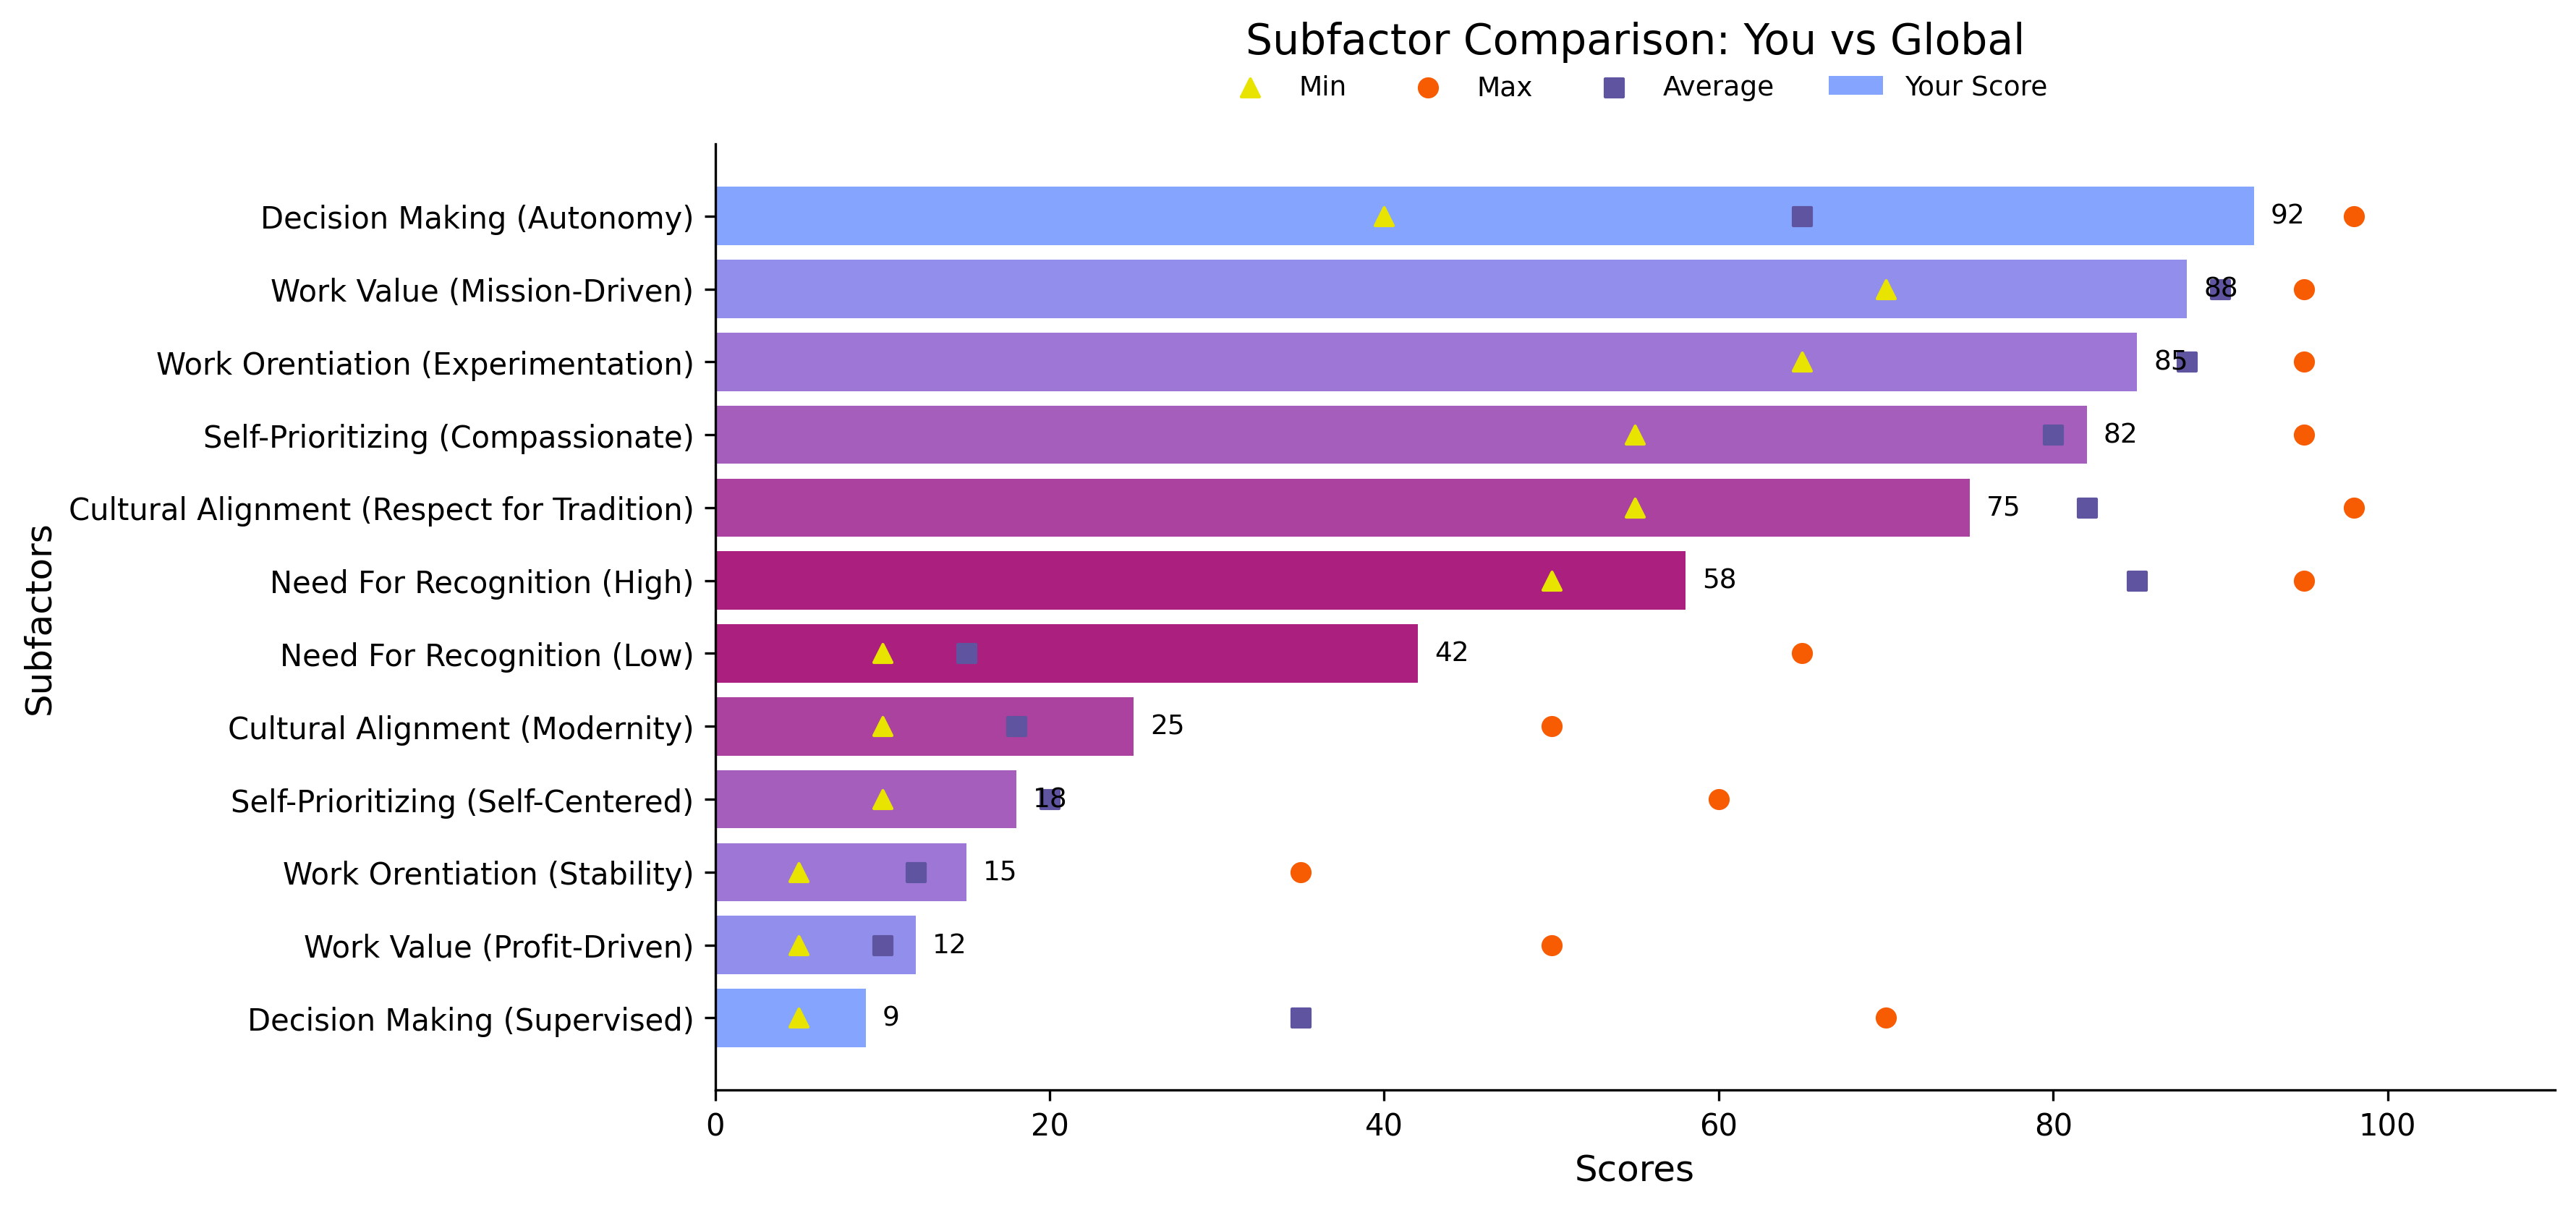 Subfactor Comparison: You vs Global
Min Max Average Your Score
Subfactors
Decision Making (Autonomy) 92
Work Value (Mission-Driven) 88
Work Orentiation (Experimentation) 85
Self-Prioritizing (Compassionate) 82
Cultural Alignment (Respect for Tradition) 75
Need For Recognition (High) 58
Need For Recognition (Low) 42
Cultural Alignment (Modernity) 25
Self-Prioritizing (Self-Centered) 18
Work Orentiation (Stability) 15
Work Value (Profit-Driven) 12
Decision Making (Supervised) 9
0 20 40 60 80 100
Scores